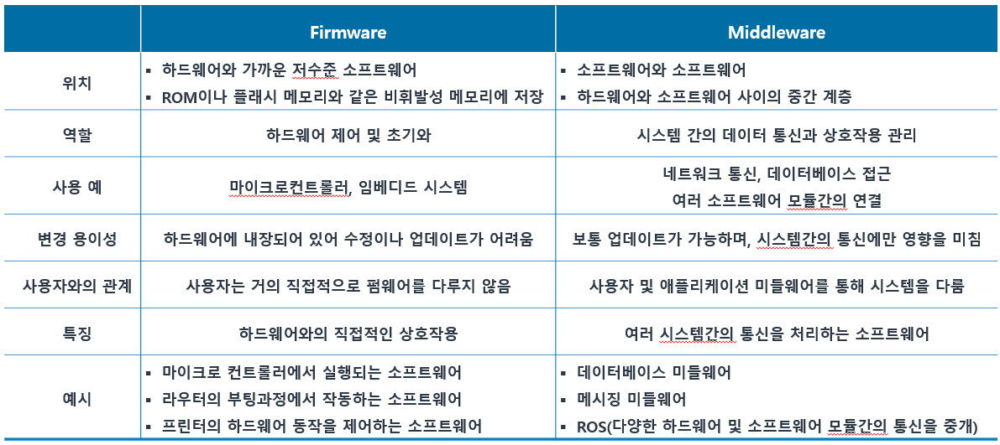 Firmware
Middleware
위치
▪ 하드웨어와 가까운 저수준 소프트웨어
▪ ROM이나 플래시 메모리와 같은 비휘발성 메모리에 저장
▪ 소프트웨어와 소프트웨어
▪ 하드웨어와 소프트웨어 사이의 중간 계층
역할
하드웨어 제어 및 초기와
시스템 간의 데이터 통신과 상호작용 관리
사용 예
마이크로컨트롤러, 임베디드 시스템
네트워크 통신, 데이터베이스 접근
여러 소프트웨어 모듈간의 연결
변경 용이성
하드웨어에 내장되어 있어 수정이나 업데이트가 어려움
보통 업데이트가 가능하며, 시스템간의 통신에만 영향을 미침
사용자와의 관계
사용자는 거의 직접적으로 펌웨어를 다루지 않음
사용자 및 애플리케이션 미들웨어를 통해 시스템을 다룸
특징
하드웨어와의 직접적인 상호작용
여러 시스템간의 통신을 처리하는 소프트웨어
예시
▪ 마이크로 컨트롤러에서 실행되는 소프트웨어
▪ 라우터의 부팅과정에서 작동하는 소프트웨어
▪ 프린터의 하드웨어 동작을 제어하는 소프트웨어
▪ 데이터베이스 미들웨어
▪ 메시징 미들웨어
▪ ROS(다양한 하드웨어 및 소프트웨어 모듈간의 통신을 중개)